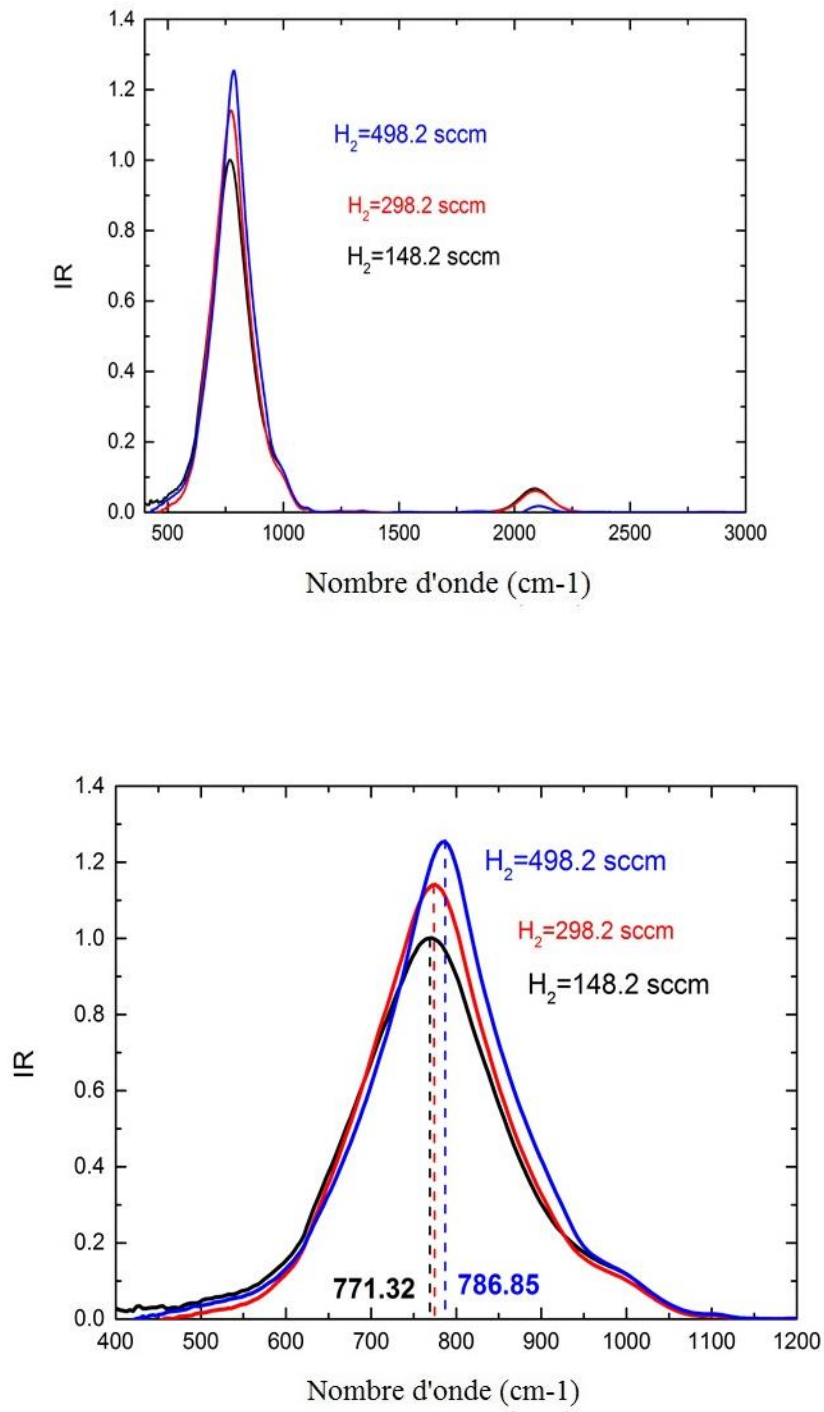 1.4
1.2
1.0
0.8
0.6
0.4
0.2
0.0
IR
H2=498.2 sccm
H2=298.2 sccm
H2=148.2 sccm
500 1000 1500 2000 2500 3000
Nombre d'onde (cm-1)
1.4
1.2
1.0
0.8
0.6
0.4
0.2
0.0
IR
H2=498.2 sccm
H2=298.2 sccm
H2=148.2 sccm
771.32 786.85
400 500 600 700 800 900 1000 1100 1200
Nombre d'onde (cm-1)